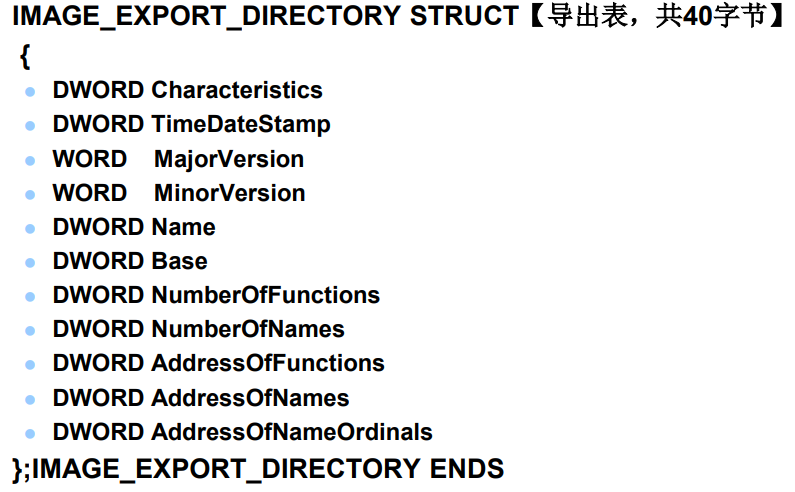 IMAGE_EXPORT_DIRECTORY STRUCT【导出表，共40字节】
{
DWORD Characteristics
DWORD TimeDateStamp
WORD MajorVersion
WORD MinorVersion
DWORD Name
DWORD Base
DWORD NumberOfFunctions
DWORD NumberOfNames
DWORD AddressOfFunctions
DWORD AddressOfNames
DWORD AddressOfNameOrdinals
};IMAGE_EXPORT_DIRECTORY ENDS